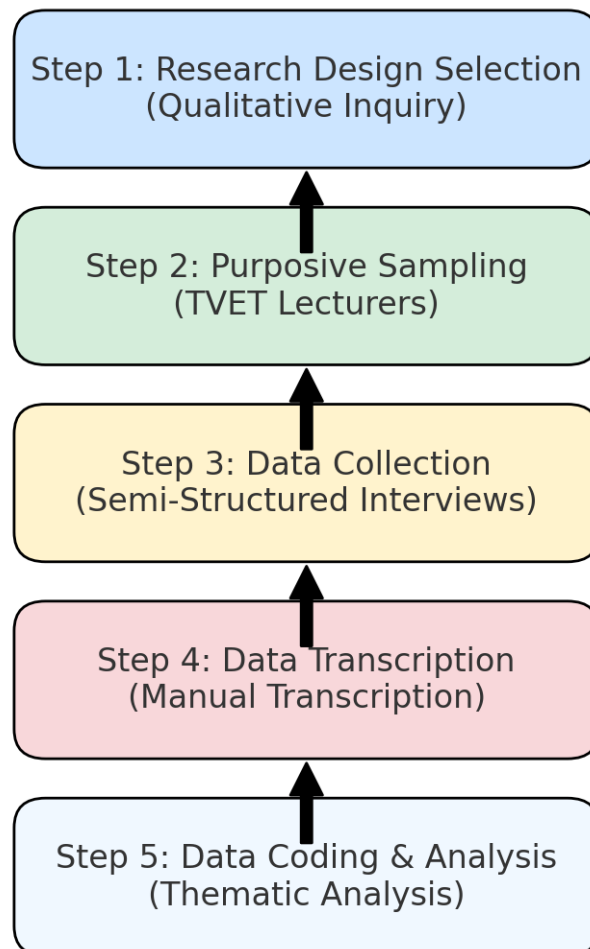 Step 1: Research Design Selection
(Qualitative Inquiry)
Step 2: Purposive Sampling
(TVET Lecturers)
Step 3: Data Collection
(Semi-Structured Interviews)
Step 4: Data Transcription
(Manual Transcription)
Step 5: Data Coding & Analysis
(Thematic Analysis)